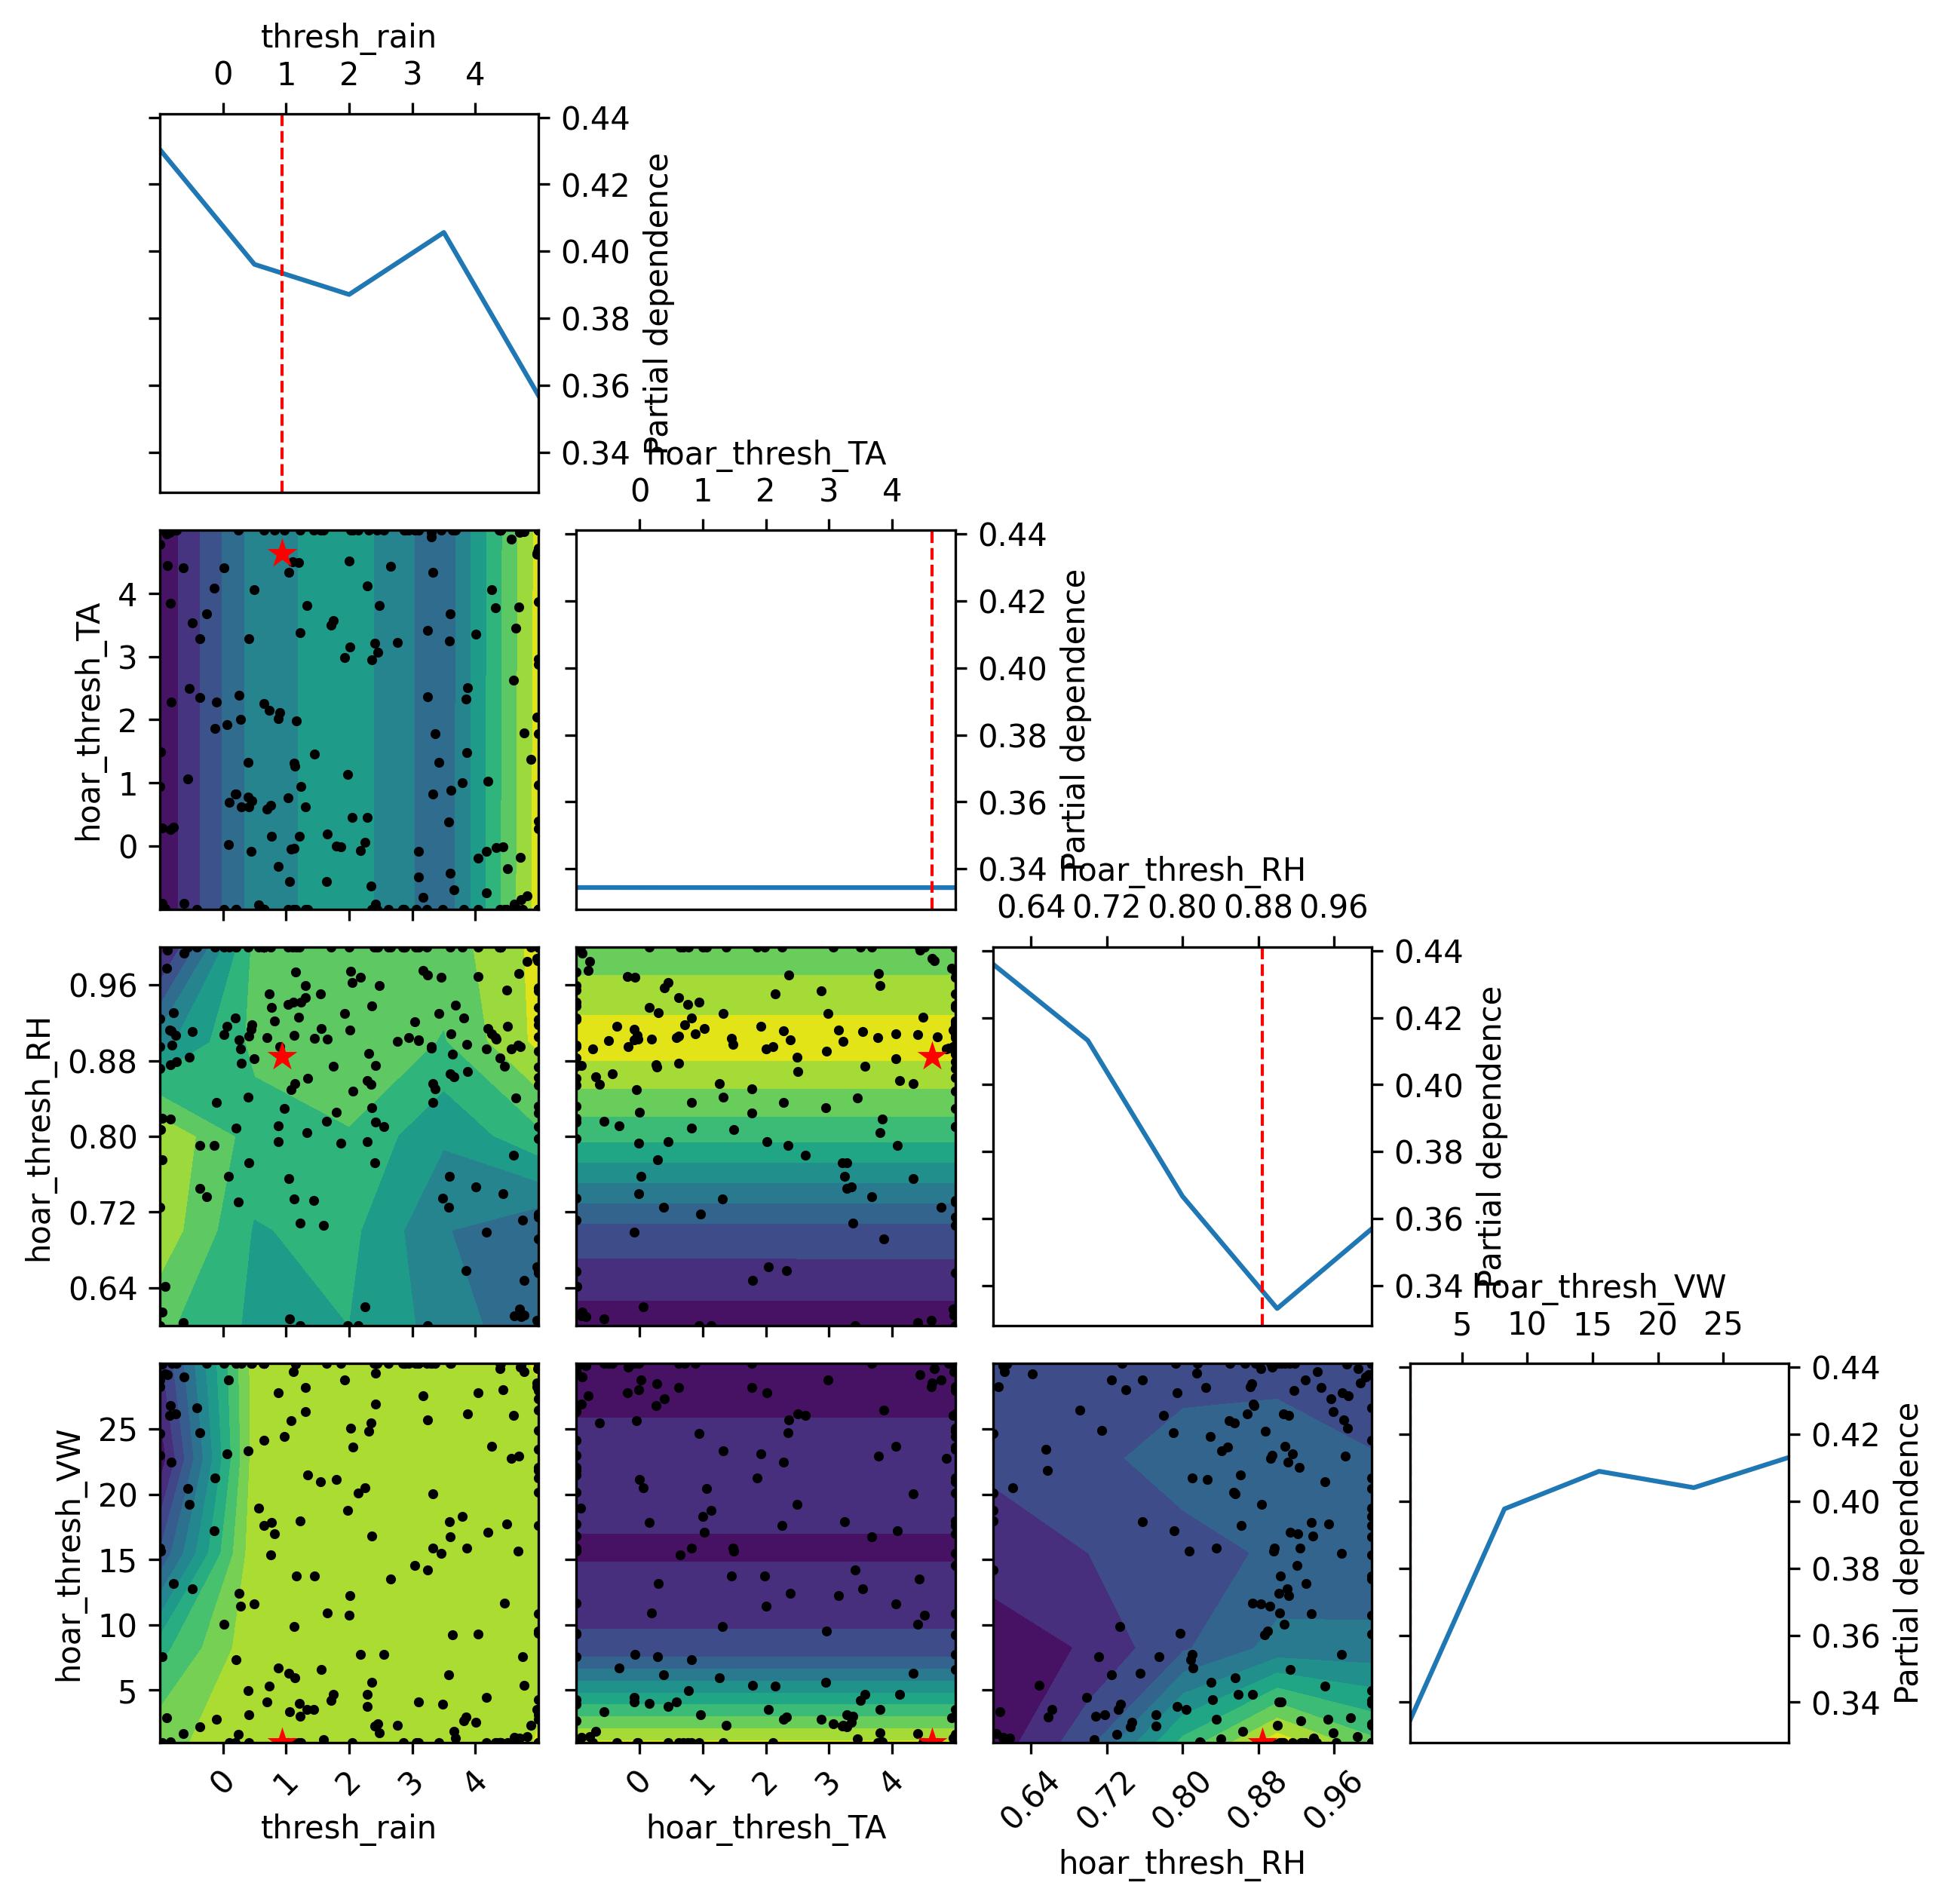 thresh_rain
0 1 2 3 4
0.44
0.42
0.40
0.38
0.36
0.34
Partial dependence
hoar_thresh_TA
0 1 2 3 4
4
3
2
1
0
hoar_thresh_TA
0.44
0.42
0.40
0.38
0.36
0.34
Partial dependence
hoar_thresh_RH
0.64 0.72 0.80 0.88 0.96
0.96
0.88
0.80
0.72
0.64
hoar_thresh_RH
0.44
0.42
0.40
0.38
0.36
0.34
Partial dependence
hoar_thresh_VW
5 10 15 20 25
25
20
15
10
5
hoar_thresh_VW
0.44
0.42
0.40
0.38
0.36
0.34
Partial dependence
0 1 2 3 4
thresh_rain
0 1 2 3 4
hoar_thresh_TA
0.64 0.72 0.80 0.88 0.96
hoar_thresh_RH